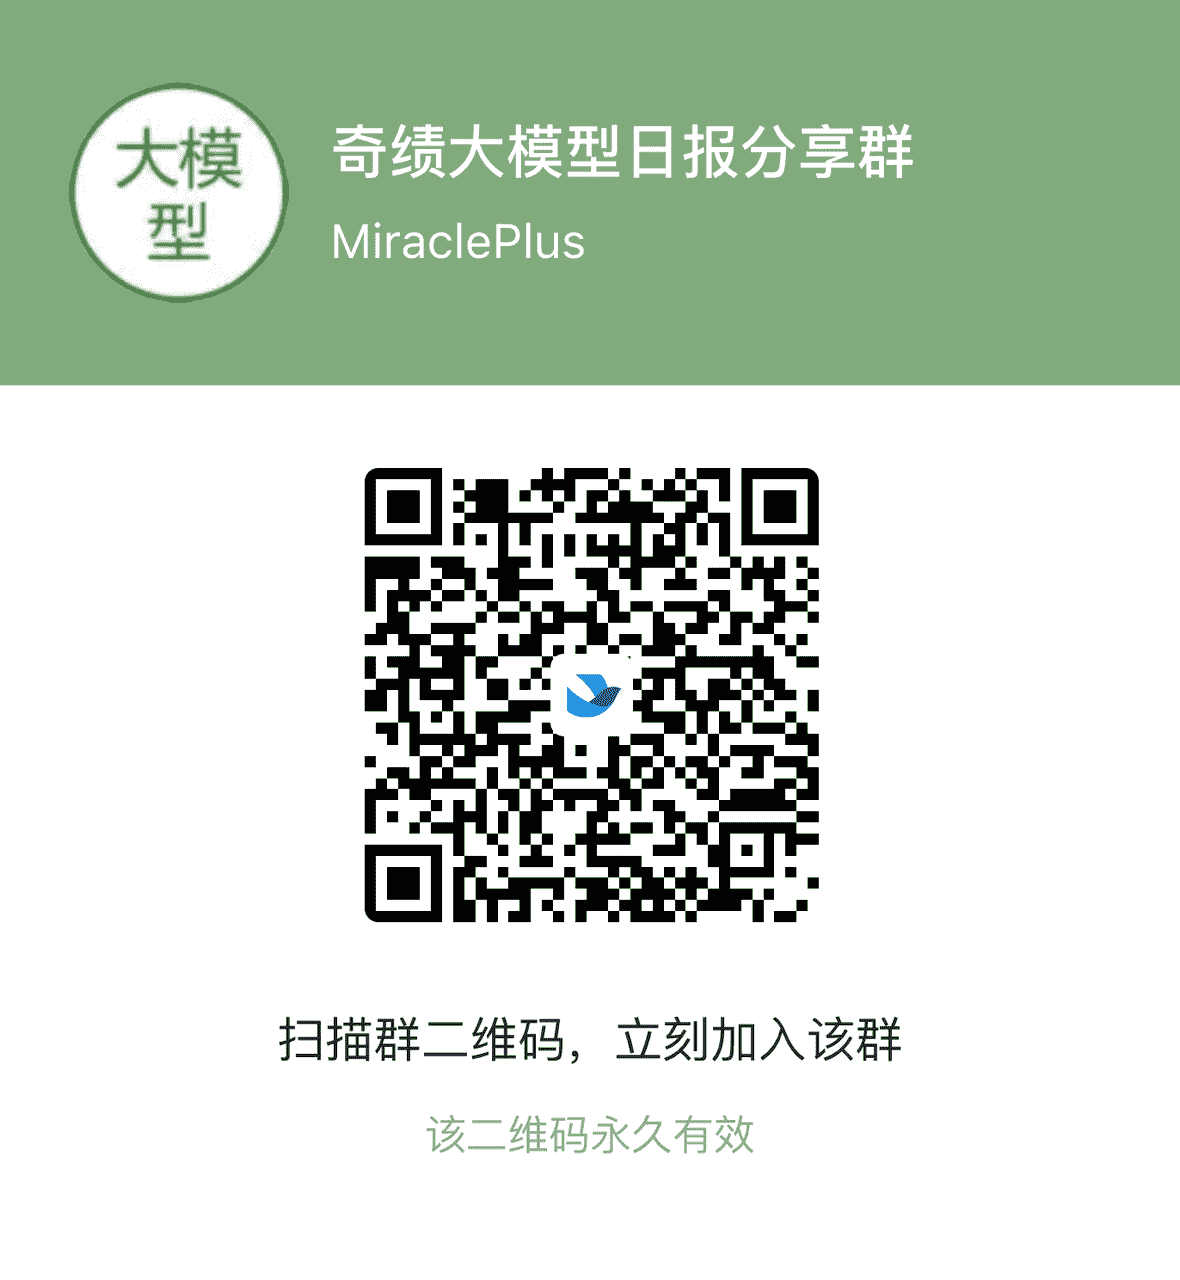 大模
型
奇绩大模型日报分享群
MiraclePlus
扫描群二维码，立刻加入该群
该二维码永久有效